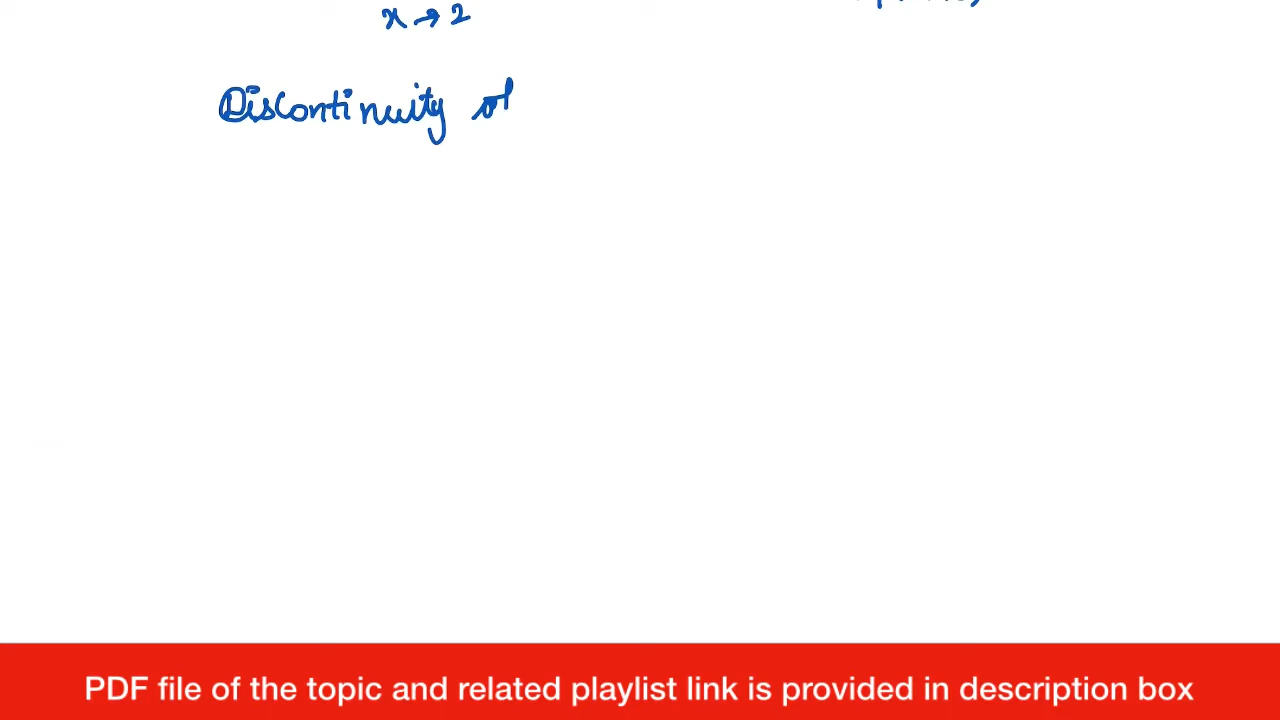 x → 2
Discontinuity of
PDF file of the topic and related playlist link is provided in description box